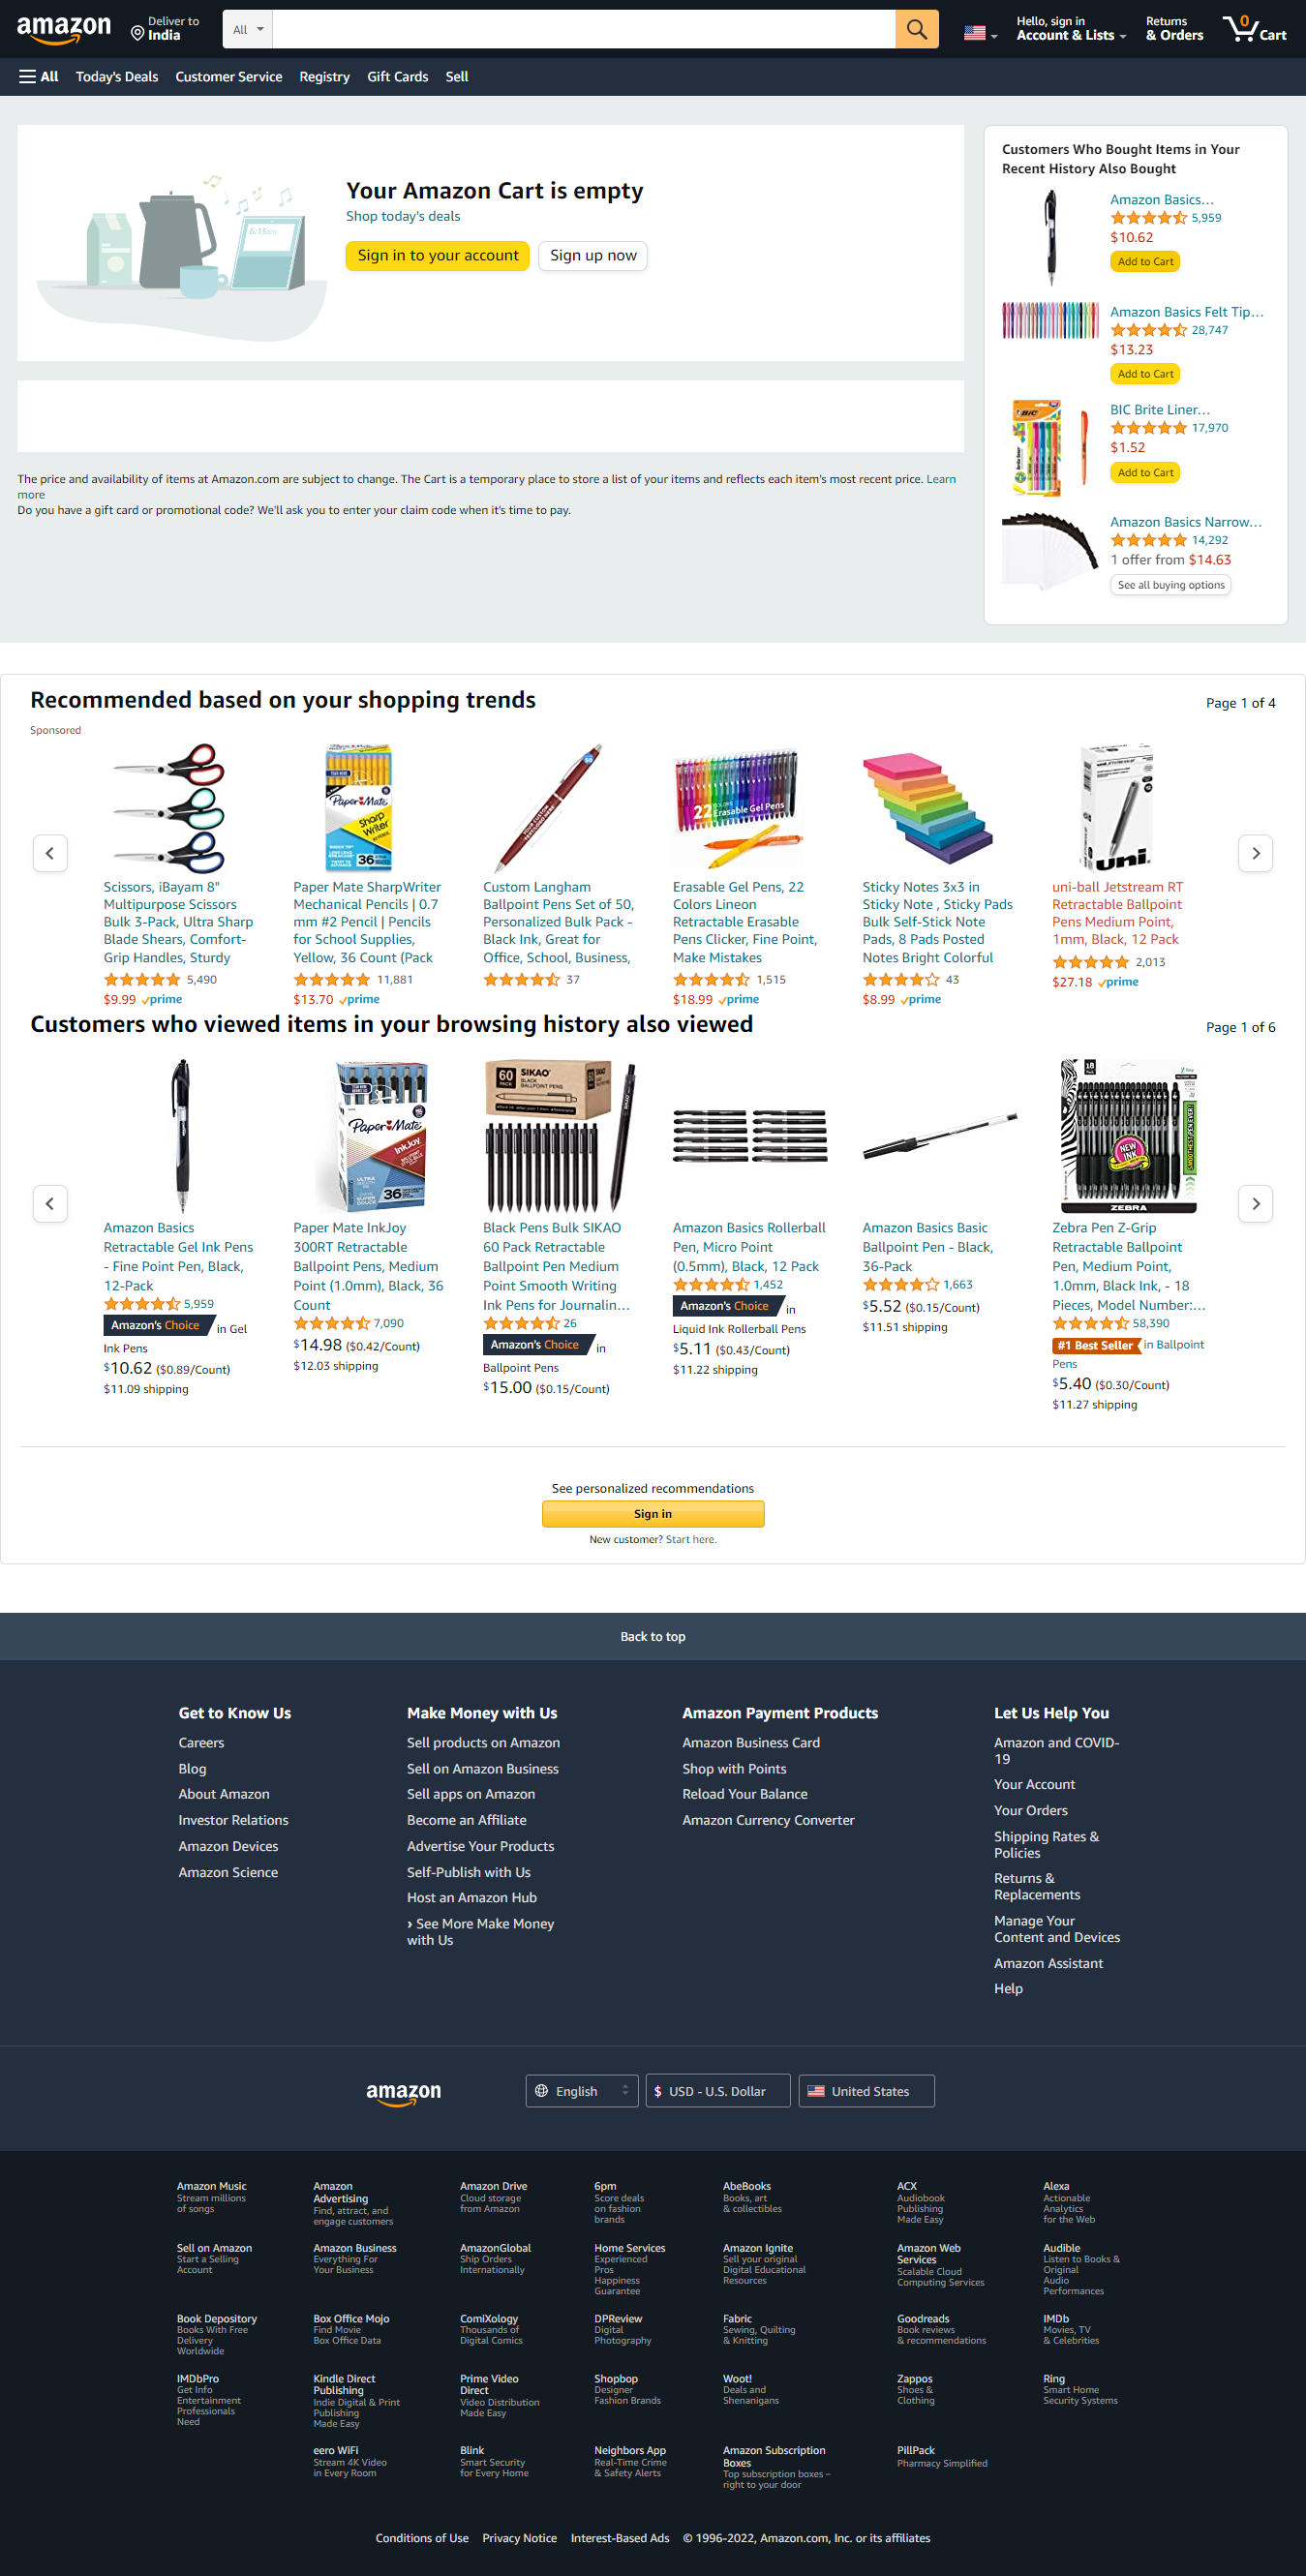 amazon
Deliver to
India
All
Hello, sign in
Account & Lists
Returns
& Orders
0
Cart
All
Today's Deals
Customer Service
Registry
Gift Cards
Sell
6:15am
Your Amazon Cart is empty
Shop today's deals
Sign in to your account
Sign up now
The price and availability of items at Amazon.com are subject to change. The Cart is a temporary place to store a list of your items and reflects each item's most recent price. Learn
more
Do you have a gift card or promotional code? We'll ask you to enter your claim code when it's time to pay.
Customers Who Bought Items in Your
Recent History Also Bought
Amazon Basics…
5,959
$10.62
Add to Cart
Amazon Basics Felt Tip…
28,747
$13.23
Add to Cart
BIC
BIC Brite Liner…
17,970
$1.52
Add to Cart
Amazon Basics Narrow…
14,292
1 offer from $14.63
See all buying options
Recommended based on your shopping trends
Page 1 of 4
Sponsored
Scissors, iBayam 8"
Multipurpose Scissors
Bulk 3-Pack, Ultra Sharp
Blade Shears, Comfort-
Grip Handles, Sturdy
5,490
$9.99 prime
Paper Mate
Sharp
Writer
36
Paper Mate SharpWriter
Mechanical Pencils | 0.7
mm #2 Pencil | Pencils
for School Supplies,
Yellow, 36 Count (Pack
11,881
$13.70 prime
Custom Langham
Ballpoint Pens Set of 50,
Personalized Bulk Pack -
Black Ink, Great for
Office, School, Business,
37
22 COLORS
Erasable Gel Pens
Erasable Gel Pens, 22
Colors Lineon
Retractable Erasable
Pens Clicker, Fine Point,
Make Mistakes
1,515
$18.99 prime
Sticky Notes 3x3 in
Sticky Note , Sticky Pads
Bulk Self-Stick Note
Pads, 8 Pads Posted
Notes Bright Colorful
43
$8.99 prime
uni
uni-ball Jetstream RT
Retractable Ballpoint
Pens Medium Point,
1mm, Black, 12 Pack
2,013
$27.18 prime
Customers who viewed items in your browsing history also viewed
Page 1 of 6
Amazon Basics
Retractable Gel Ink Pens
- Fine Point Pen, Black,
12-Pack
5,959
Amazon's Choice in Gel
Ink Pens
$10.62 ($0.89/Count)
$11.09 shipping
Paper Mate
InkJoy
36
Paper Mate InkJoy
300RT Retractable
Ballpoint Pens, Medium
Point (1.0mm), Black, 36
Count
7,090
$14.98 ($0.42/Count)
$12.03 shipping
60
SIKAO
BLACK
BALLPOINT PENS
Black Pens Bulk SIKAO
60 Pack Retractable
Ballpoint Pen Medium
Point Smooth Writing
Ink Pens for Journalin…
26
Amazon's Choice in
Ballpoint Pens
$15.00 ($0.15/Count)
Amazon Basics Rollerball
Pen, Micro Point
(0.5mm), Black, 12 Pack
1,452
Amazon's Choice in
Liquid Ink Rollerball Pens
$5.11 ($0.43/Count)
$11.22 shipping
Amazon Basics Basic
Ballpoint Pen - Black,
36-Pack
1,663
$5.52 ($0.15/Count)
$11.51 shipping
18
NEW
INK
ZEBRA
Zebra Pen Z-Grip
Retractable Ballpoint
Pen, Medium Point,
1.0mm, Black Ink, - 18
Pieces, Model Number:…
58,390
#1 Best Seller in Ballpoint
Pens
$5.40 ($0.30/Count)
$11.27 shipping
See personalized recommendations
Sign in
New customer? Start here.
Back to top
Get to Know Us
Careers
Blog
About Amazon
Investor Relations
Amazon Devices
Amazon Science
Make Money with Us
Sell products on Amazon
Sell on Amazon Business
Sell apps on Amazon
Become an Affiliate
Advertise Your Products
Self-Publish with Us
Host an Amazon Hub
› See More Make Money
with Us
Amazon Payment Products
Amazon Business Card
Shop with Points
Reload Your Balance
Amazon Currency Converter
Let Us Help You
Amazon and COVID-
19
Your Account
Your Orders
Shipping Rates &
Policies
Returns &
Replacements
Manage Your
Content and Devices
Amazon Assistant
Help
amazon
English
$ USD - U.S. Dollar
United States
Amazon Music
Stream millions
of songs
Amazon
Advertising
Find, attract, and
engage customers
Amazon Drive
Cloud storage
from Amazon
6pm
Score deals
on fashion
brands
AbeBooks
Books, art
& collectibles
ACX
Audiobook
Publishing
Made Easy
Alexa
Actionable
Analytics
for the Web
Sell on Amazon
Start a Selling
Account
Amazon Business
Everything For
Your Business
AmazonGlobal
Ship Orders
Internationally
Home Services
Experienced
Pros
Happiness
Guarantee
Amazon Ignite
Sell your original
Digital Educational
Resources
Amazon Web
Services
Scalable Cloud
Computing Services
Audible
Listen to Books &
Original
Audio
Performances
Book Depository
Books With Free
Delivery
Worldwide
Box Office Mojo
Find Movie
Box Office Data
ComiXology
Thousands of
Digital Comics
DPReview
Digital
Photography
Fabric
Sewing, Quilting
& Knitting
Goodreads
Book reviews
& recommendations
IMDb
Movies, TV
& Celebrities
IMDbPro
Get Info
Entertainment
Professionals
Need
Kindle Direct
Publishing
Indie Digital & Print
Publishing
Made Easy
Prime Video
Direct
Video Distribution
Made Easy
Shopbop
Designer
Fashion Brands
Woot!
Deals and
Shenanigans
Zappos
Shoes &
Clothing
Ring
Smart Home
Security Systems
eero WiFi
Stream 4K Video
in Every Room
Blink
Smart Security
for Every Home
Neighbors App
Real-Time Crime
& Safety Alerts
Amazon Subscription
Boxes
Top subscription boxes –
right to your door
PillPack
Pharmacy Simplified
Conditions of Use
Privacy Notice
Interest-Based Ads
© 1996-2022, Amazon.com, Inc. or its affiliates